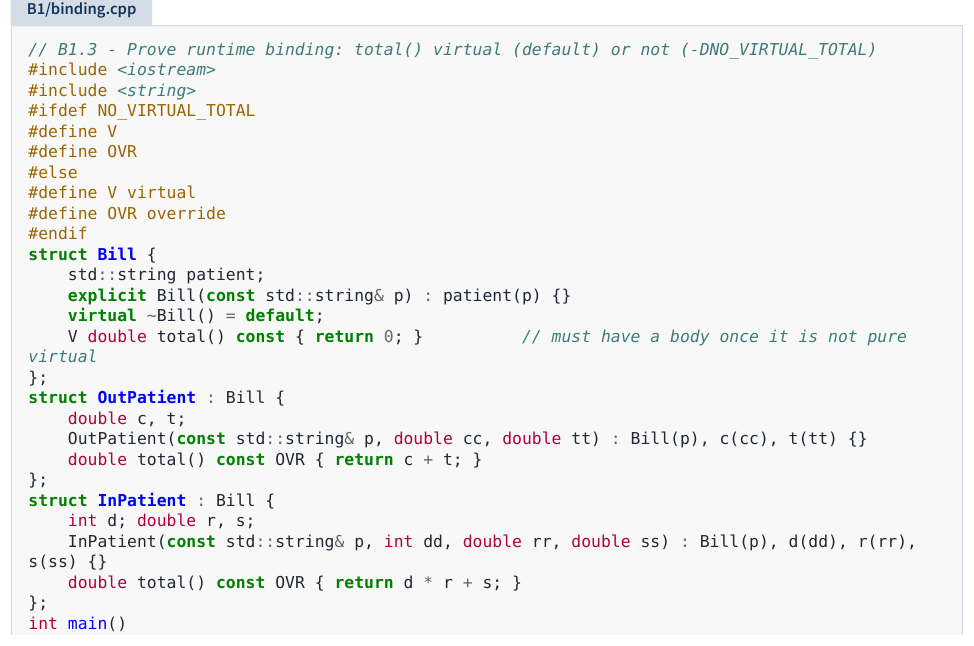 B1/binding.cpp
// B1.3 - Prove runtime binding: total() virtual (default) or not (-DNO_VIRTUAL_TOTAL)
#include <iostream>
#include <string>
#ifdef NO_VIRTUAL_TOTAL
#define V
#define OVR
#else
#define V virtual
#define OVR override
#endif
struct Bill {
    std::string patient;
    explicit Bill(const std::string& p) : patient(p) {}
    virtual ~Bill() = default;
    V double total() const { return 0; }          // must have a body once it is not pure
virtual
};
struct OutPatient : Bill {
    double c, t;
    OutPatient(const std::string& p, double cc, double tt) : Bill(p), c(cc), t(tt) {}
    double total() const OVR { return c + t; }
};
struct InPatient : Bill {
    int d; double r, s;
    InPatient(const std::string& p, int dd, double rr, double ss) : Bill(p), d(dd), r(rr),
s(ss) {}
    double total() const OVR { return d * r + s; }
};
int main()